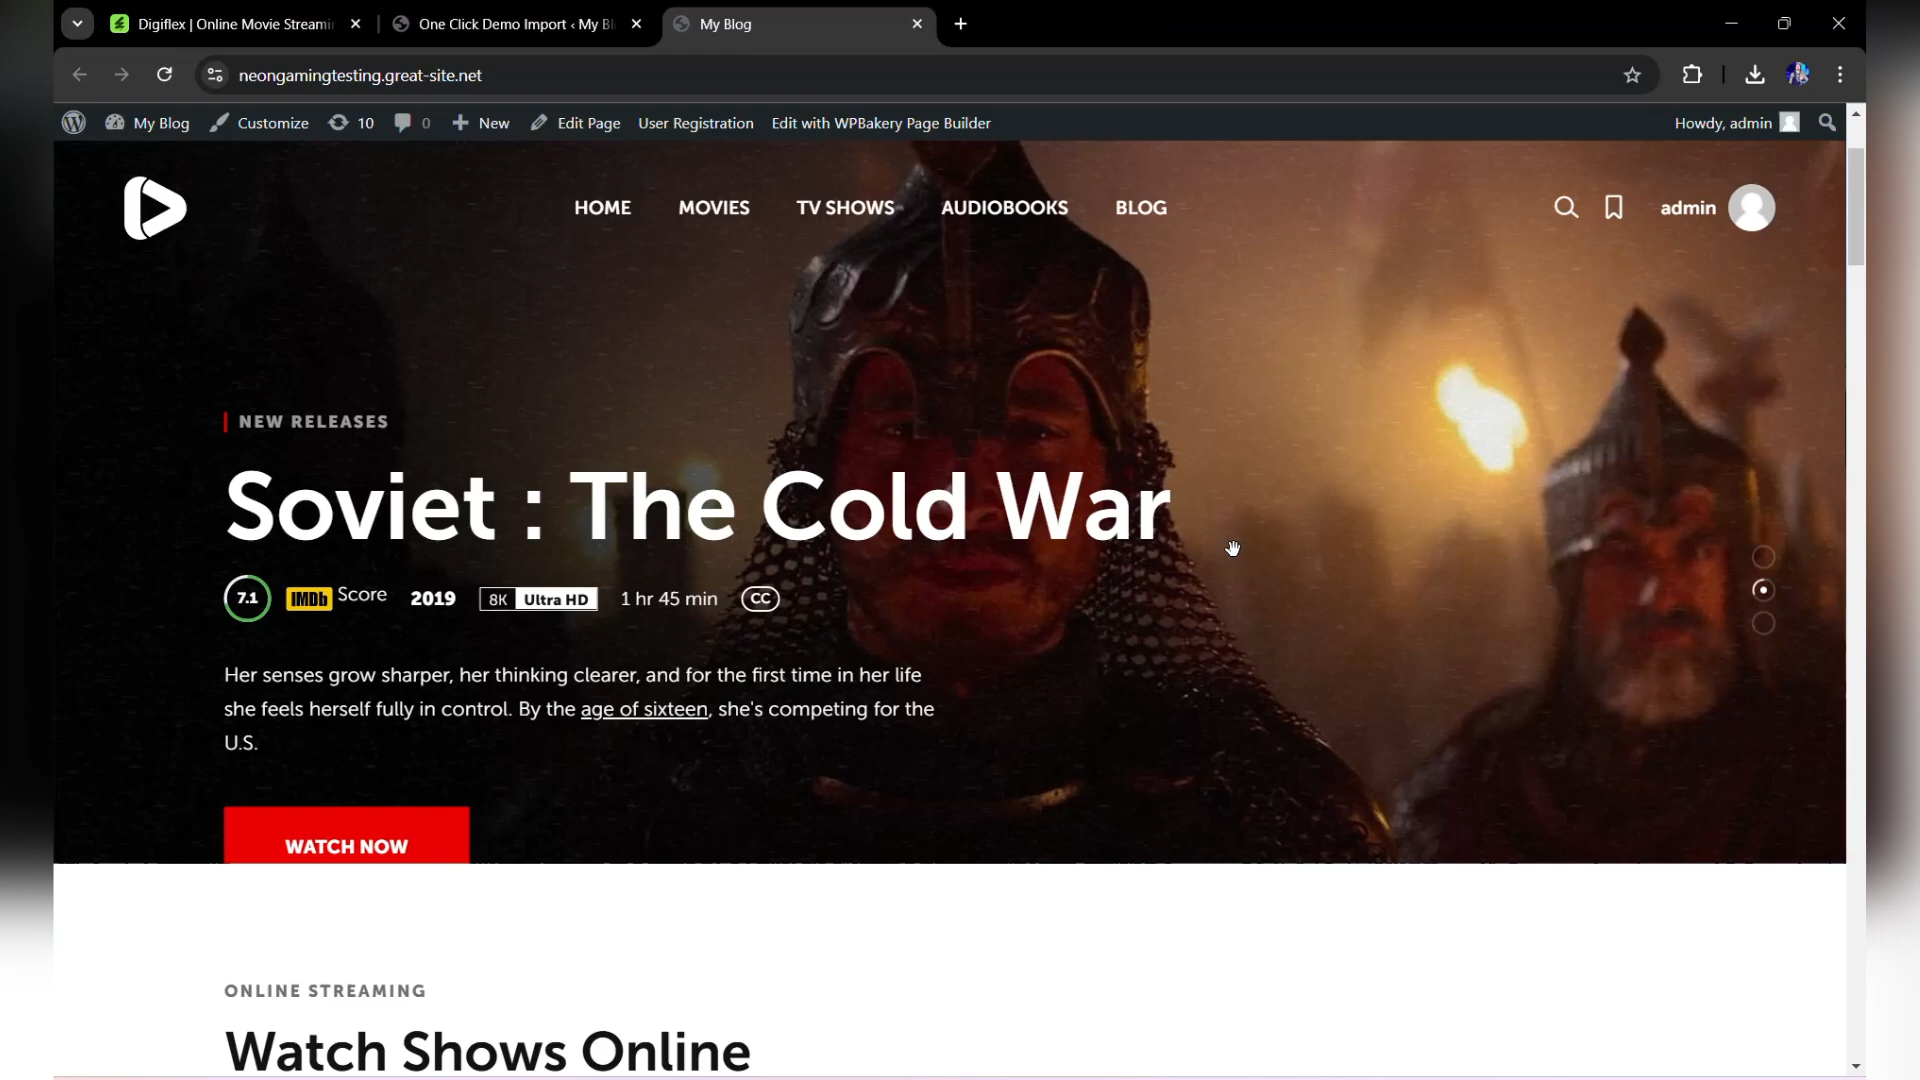 Digiflex | Online Movie Streami
One Click Demo Import ‹ My Bl
My Blog
neongamingtesting.great-site.net
My Blog
Customize
10
0
New
Edit Page
User Registration
Edit with WPBakery Page Builder
Howdy, admin
HOME
MOVIES
TV SHOWS
AUDIOBOOKS
BLOG
admin
NEW RELEASES
Soviet : The Cold War
7.1
IMDb Score
2019
8K Ultra HD
1 hr 45 min
CC
Her senses grow sharper, her thinking clearer, and for the first time in her life
she feels herself fully in control. By the age of sixteen, she's competing for the
U.S.
WATCH NOW
ONLINE STREAMING
Watch Shows Online